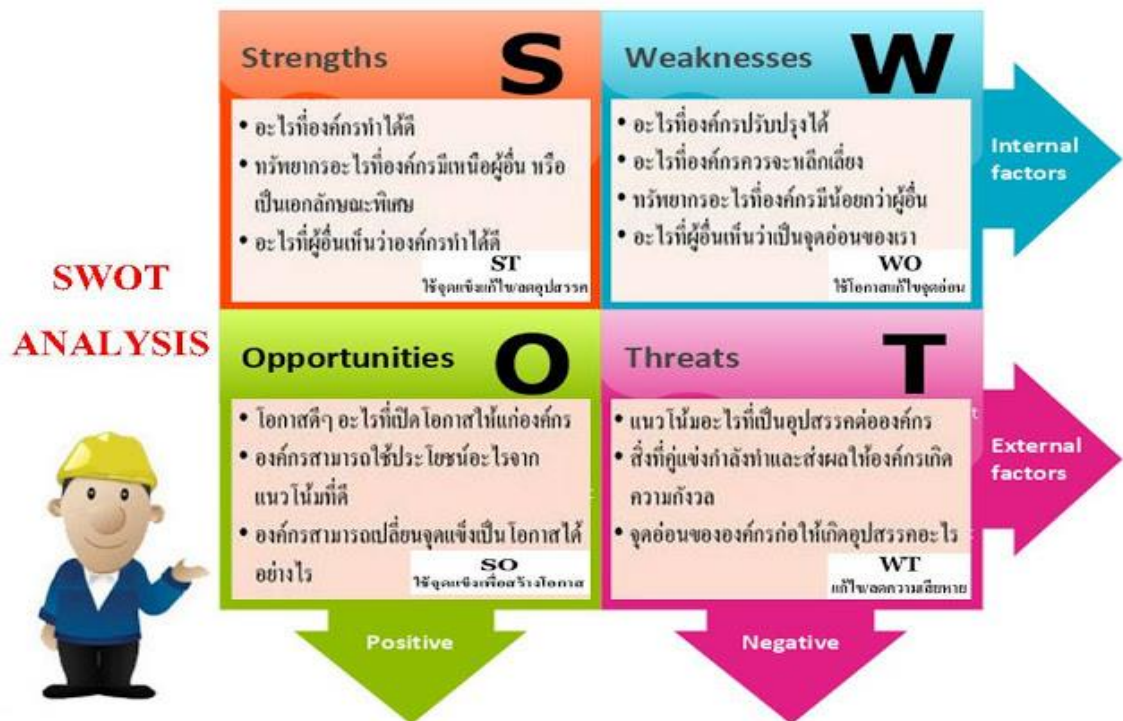 SWOT
ANALYSIS
Strengths
S
• อะไรที่องค์กรทำได้ดี
• ทรัพยากรอะไรที่องค์กรมีเหนือผู้อื่น หรือ
เป็นเอกลักษณะพิเศษ
• อะไรที่ผู้อื่นเห็นว่าองค์กรทำได้ดี
ST
ใช้จุดแข็งแก้ไข/ลดอุปสรรค
Weaknesses
W
• อะไรที่องค์กรปรับปรุงได้
• อะไรที่องค์กรควรจะหลีกเลี่ยง
• ทรัพยากรอะไรที่องค์กรมีน้อยกว่าผู้อื่น
• อะไรที่ผู้อื่นเห็นว่าเป็นจุดอ่อนของเรา
WO
ใช้โอกาสแก้ไขจุดอ่อน
Internal
factors
Opportunities
O
• โอกาสดีๆ อะไรที่เปิดโอกาสให้แก่องค์กร
• องค์กรสามารถใช้ประโยชน์อะไรจาก
แนวโน้มที่ดี
• องค์กรสามารถเปลี่ยนจุดแข็งเป็นโอกาสได้
อย่างไร
SO
ใช้จุดแข็งเพื่อสร้างโอกาส
Threats
T
• แนวโน้มอะไรที่เป็นอุปสรรคต่อองค์กร
• สิ่งที่คู่แข่งกำลังทำและส่งผลให้องค์กรเกิด
ความกังวล
• จุดอ่อนขององค์กรก่อให้เกิดอุปสรรคอะไร
WT
แก้ไข/ลดความเสียหาย
External
factors
Positive
Negative